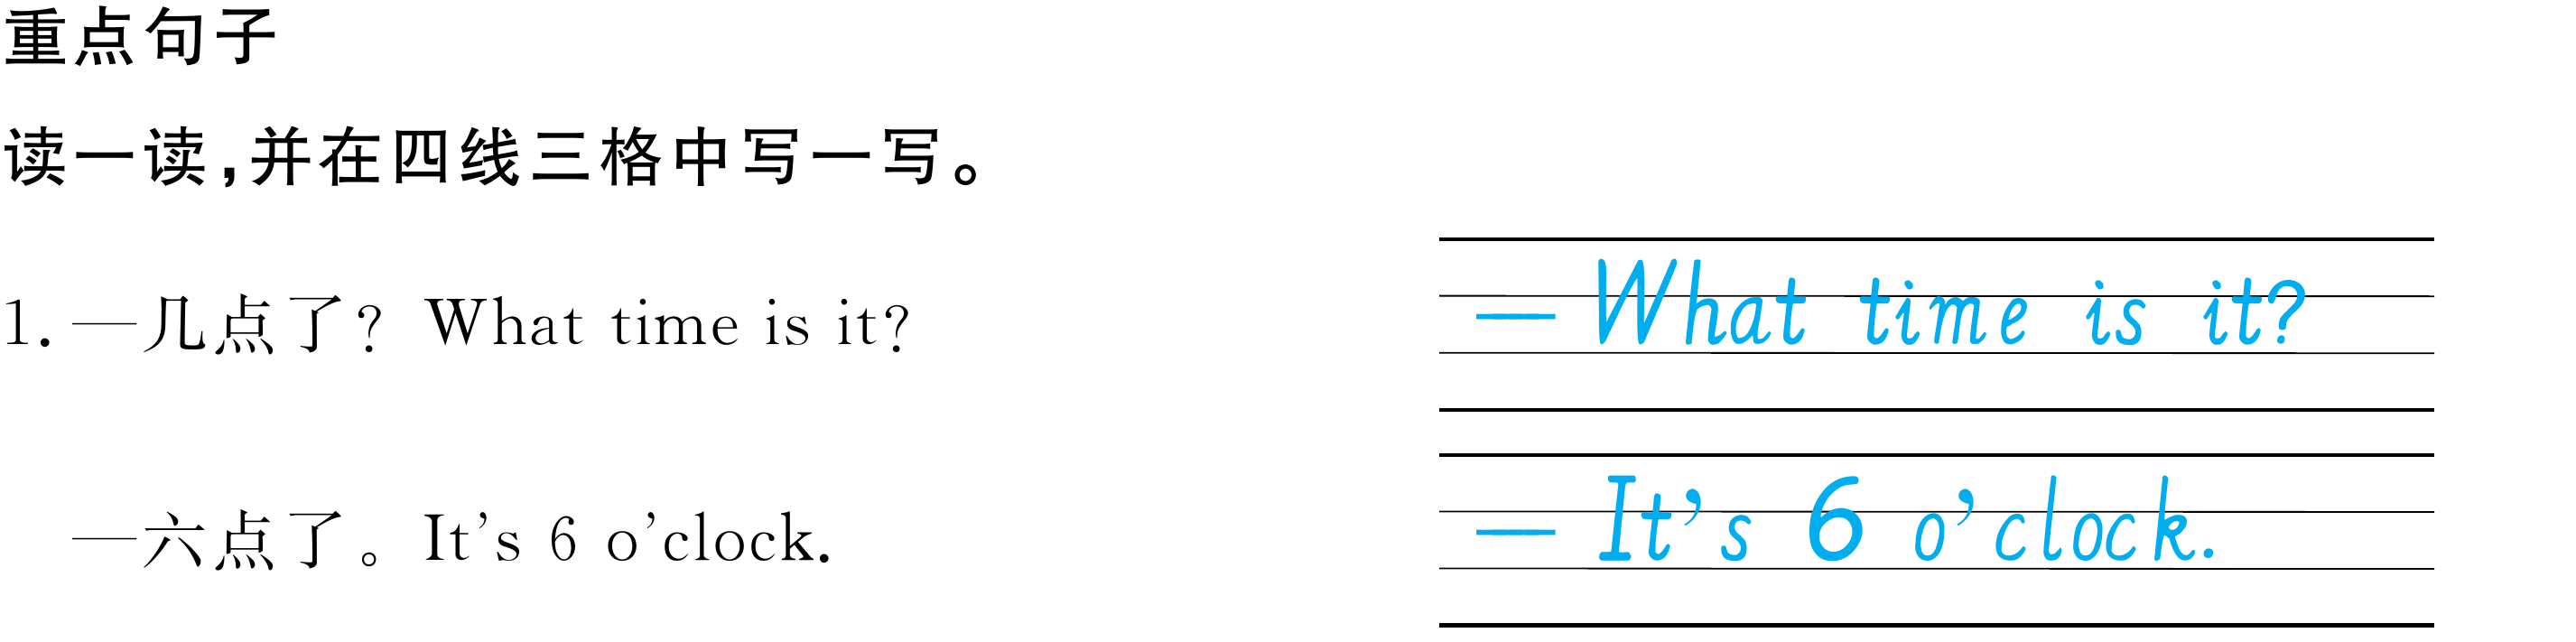 重点句子
读一读,并在四线三格中写一写。
1. —几点了? What time is it?
— What time is it?
—六点了。It's 6 o'clock.
— It's 6 o'clock.